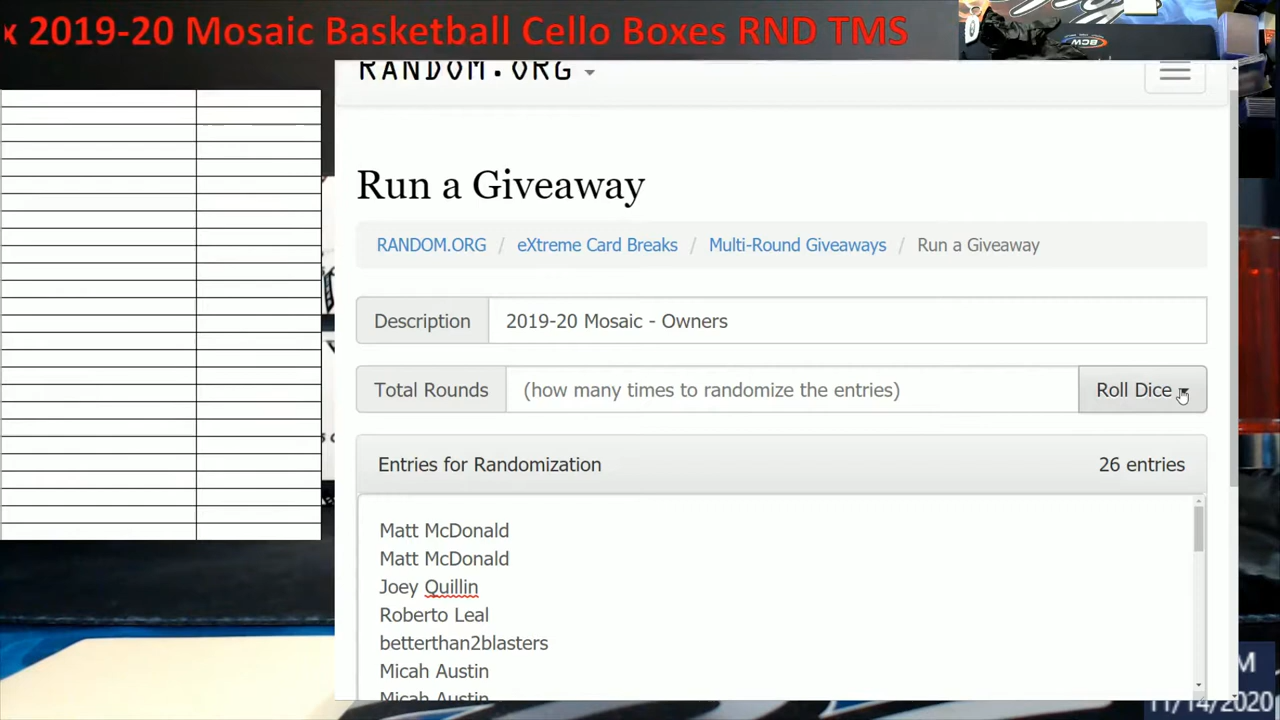 x 2019-20 Mosaic Basketball Cello Boxes RND TMS
BCW
RANDOM.ORG
Run a Giveaway
RANDOM.ORG / eXtreme Card Breaks / Multi-Round Giveaways / Run a Giveaway
Description 2019-20 Mosaic - Owners
Total Rounds (how many times to randomize the entries) Roll Dice
Entries for Randomization 26 entries
Matt McDonald
Matt McDonald
Joey Quillin
Roberto Leal
betterthan2blasters
Micah Austin
Micah Austin
M
11/14/2020